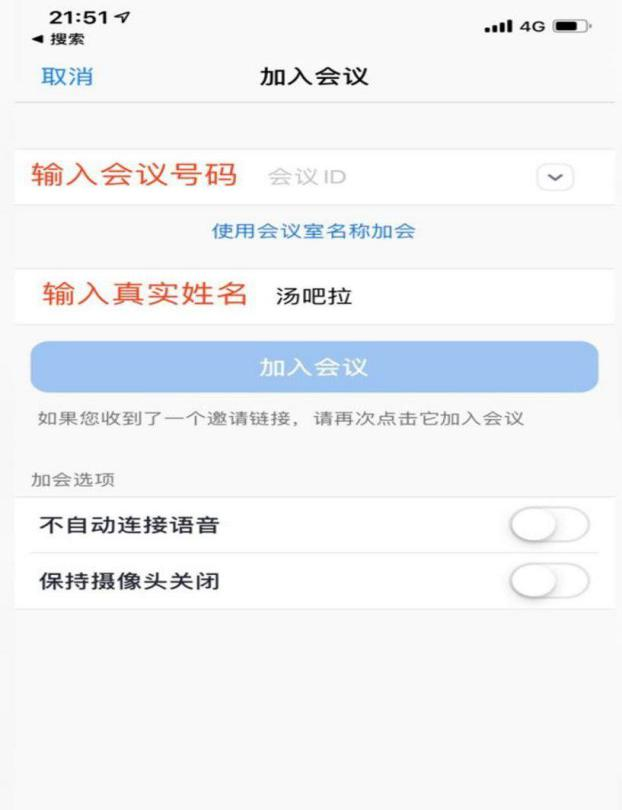 21:51
4G
搜索
取消 加入会议
输入会议号码 会议ID
使用会议室名称加会
输入真实姓名 汤吧拉
加入会议
如果您收到了一个邀请链接，请再次点击它加入会议
加会选项
不自动连接语音
保持摄像头关闭